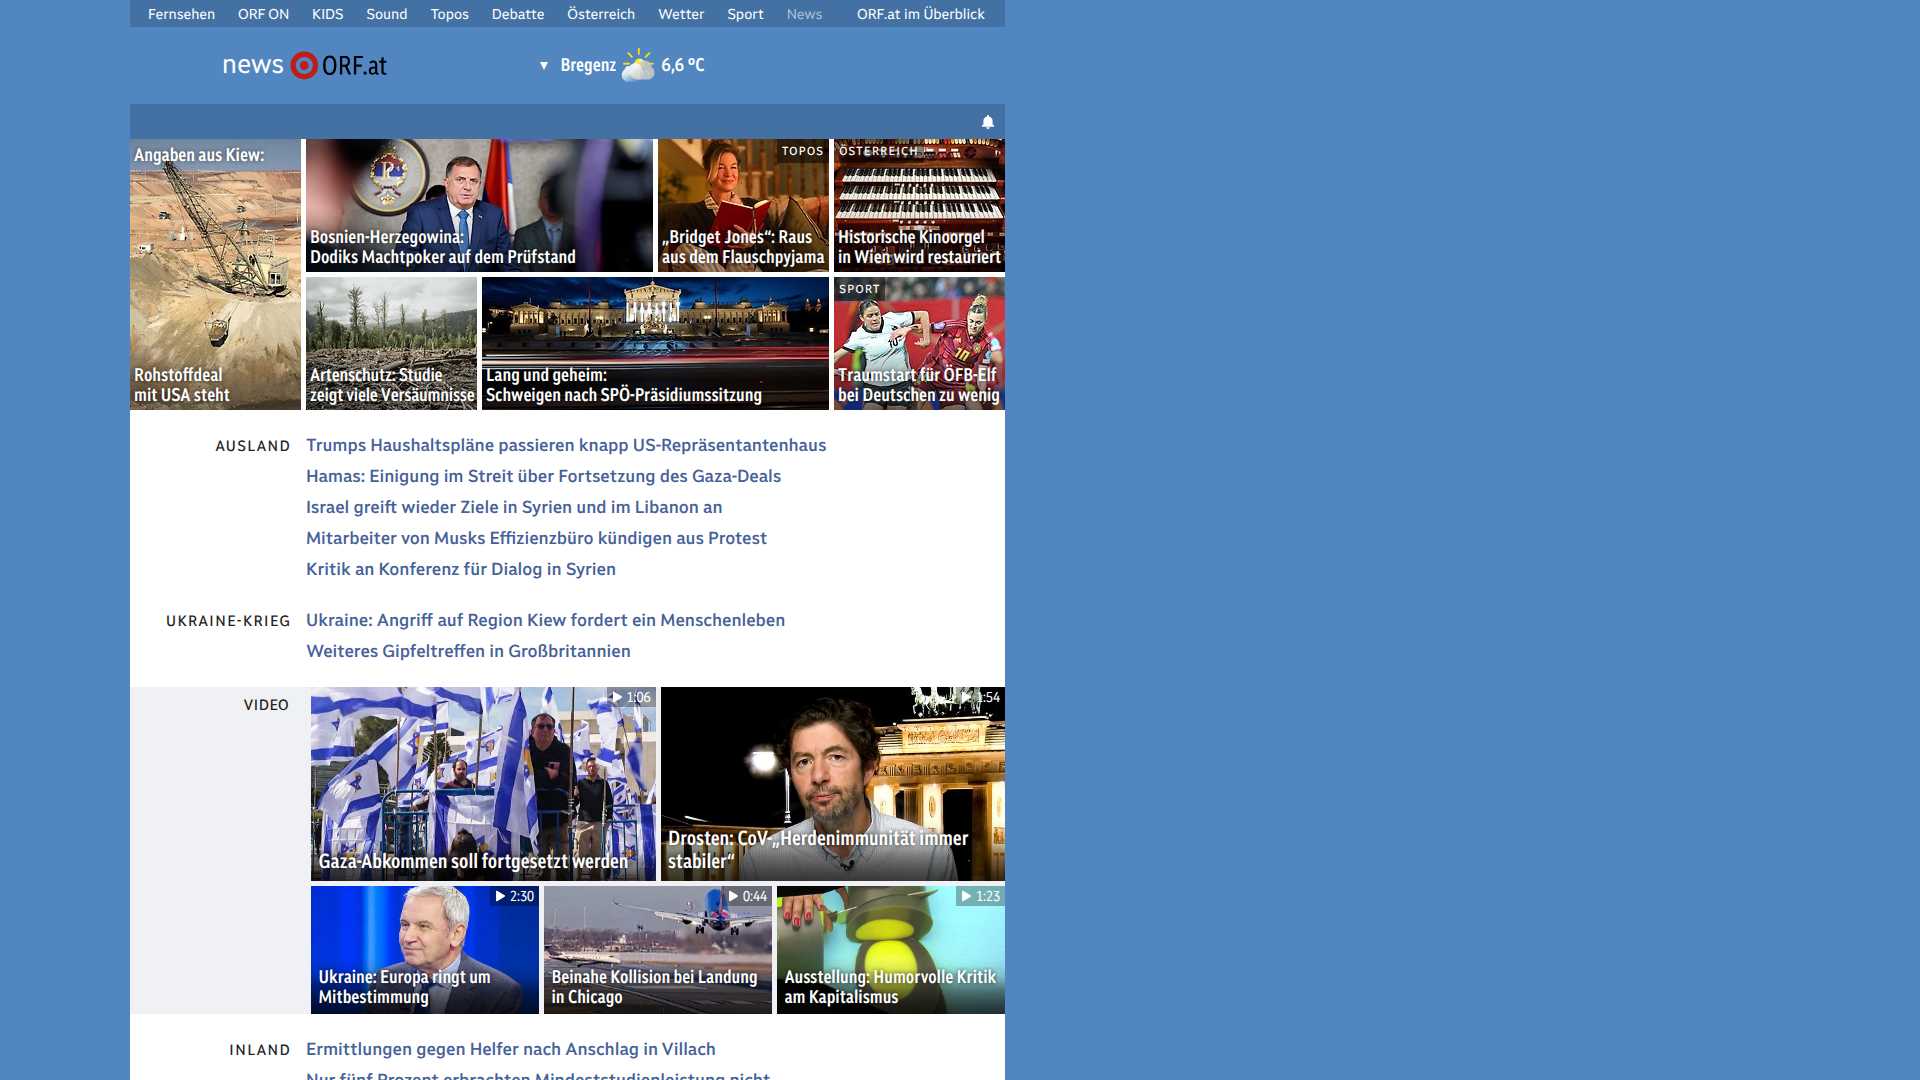 Fernsehen ORF ON KIDS Sound Topos Debatte Österreich Wetter Sport News ORF.at im Überblick
news ORF.at
▼ Bregenz 6,6 °C
Angaben aus Kiew:
Rohstoffdeal
mit USA steht
Bosnien-Herzegowina:
Dodiks Machtpoker auf dem Prüfstand
TOPOS
„Bridget Jones“: Raus
aus dem Flauschpyjama
ÖSTERREICH
Historische Kinoorgel
in Wien wird restauriert
Artenschutz: Studie
zeigt viele Versäumnisse
Lang und geheim:
Schweigen nach SPÖ-Präsidiumssitzung
SPORT
Traumstart für ÖFB-Elf
bei Deutschen zu wenig
AUSLAND
Trumps Haushaltspläne passieren knapp US-Repräsentantenhaus
Hamas: Einigung im Streit über Fortsetzung des Gaza-Deals
Israel greift wieder Ziele in Syrien und im Libanon an
Mitarbeiter von Musks Effizienzbüro kündigen aus Protest
Kritik an Konferenz für Dialog in Syrien
UKRAINE-KRIEG
Ukraine: Angriff auf Region Kiew fordert ein Menschenleben
Weiteres Gipfeltreffen in Großbritannien
VIDEO
1:06
Gaza-Abkommen soll fortgesetzt werden
1:54
Drosten: CoV-„Herdenimmunität immer
stabiler“
2:30
Ukraine: Europa ringt um
Mitbestimmung
0:44
Beinahe Kollision bei Landung
in Chicago
1:23
Ausstellung: Humorvolle Kritik
am Kapitalismus
INLAND
Ermittlungen gegen Helfer nach Anschlag in Villach
Nur fünf Prozent erbrachten Mindeststudienleistung nicht